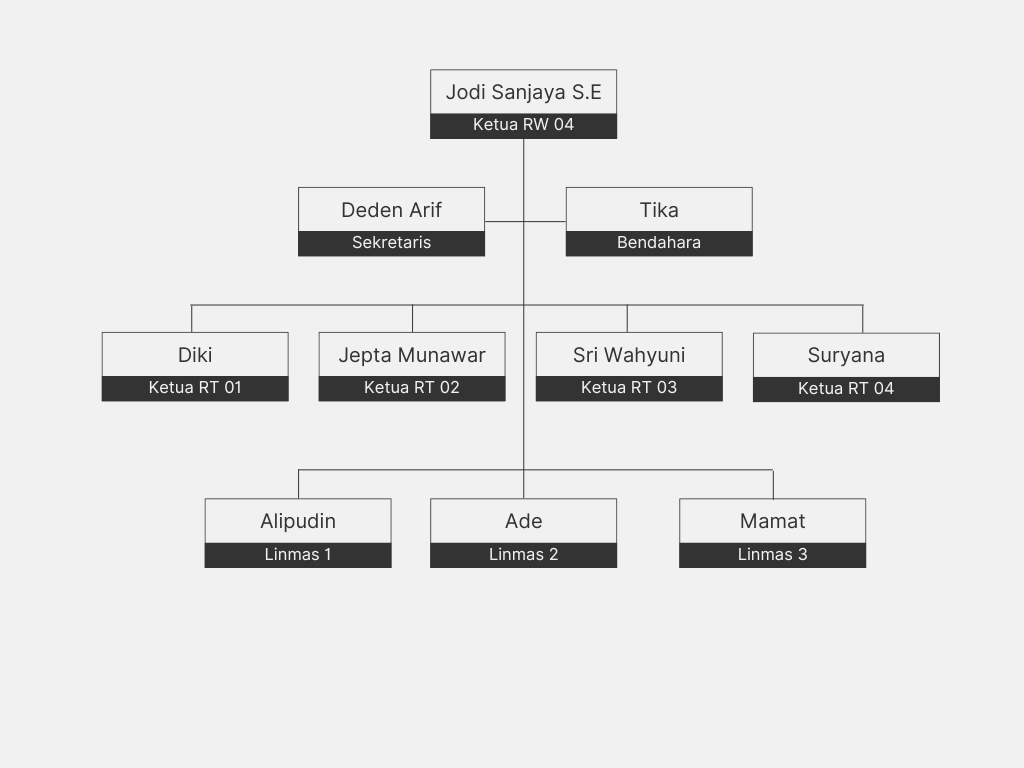 Jodi Sanjaya S.E
Ketua RW 04
Deden Arif
Sekretaris
Tika
Bendahara
Diki
Ketua RT 01
Jepta Munawar
Ketua RT 02
Sri Wahyuni
Ketua RT 03
Suryana
Ketua RT 04
Alipudin
Linmas 1
Ade
Linmas 2
Mamat
Linmas 3